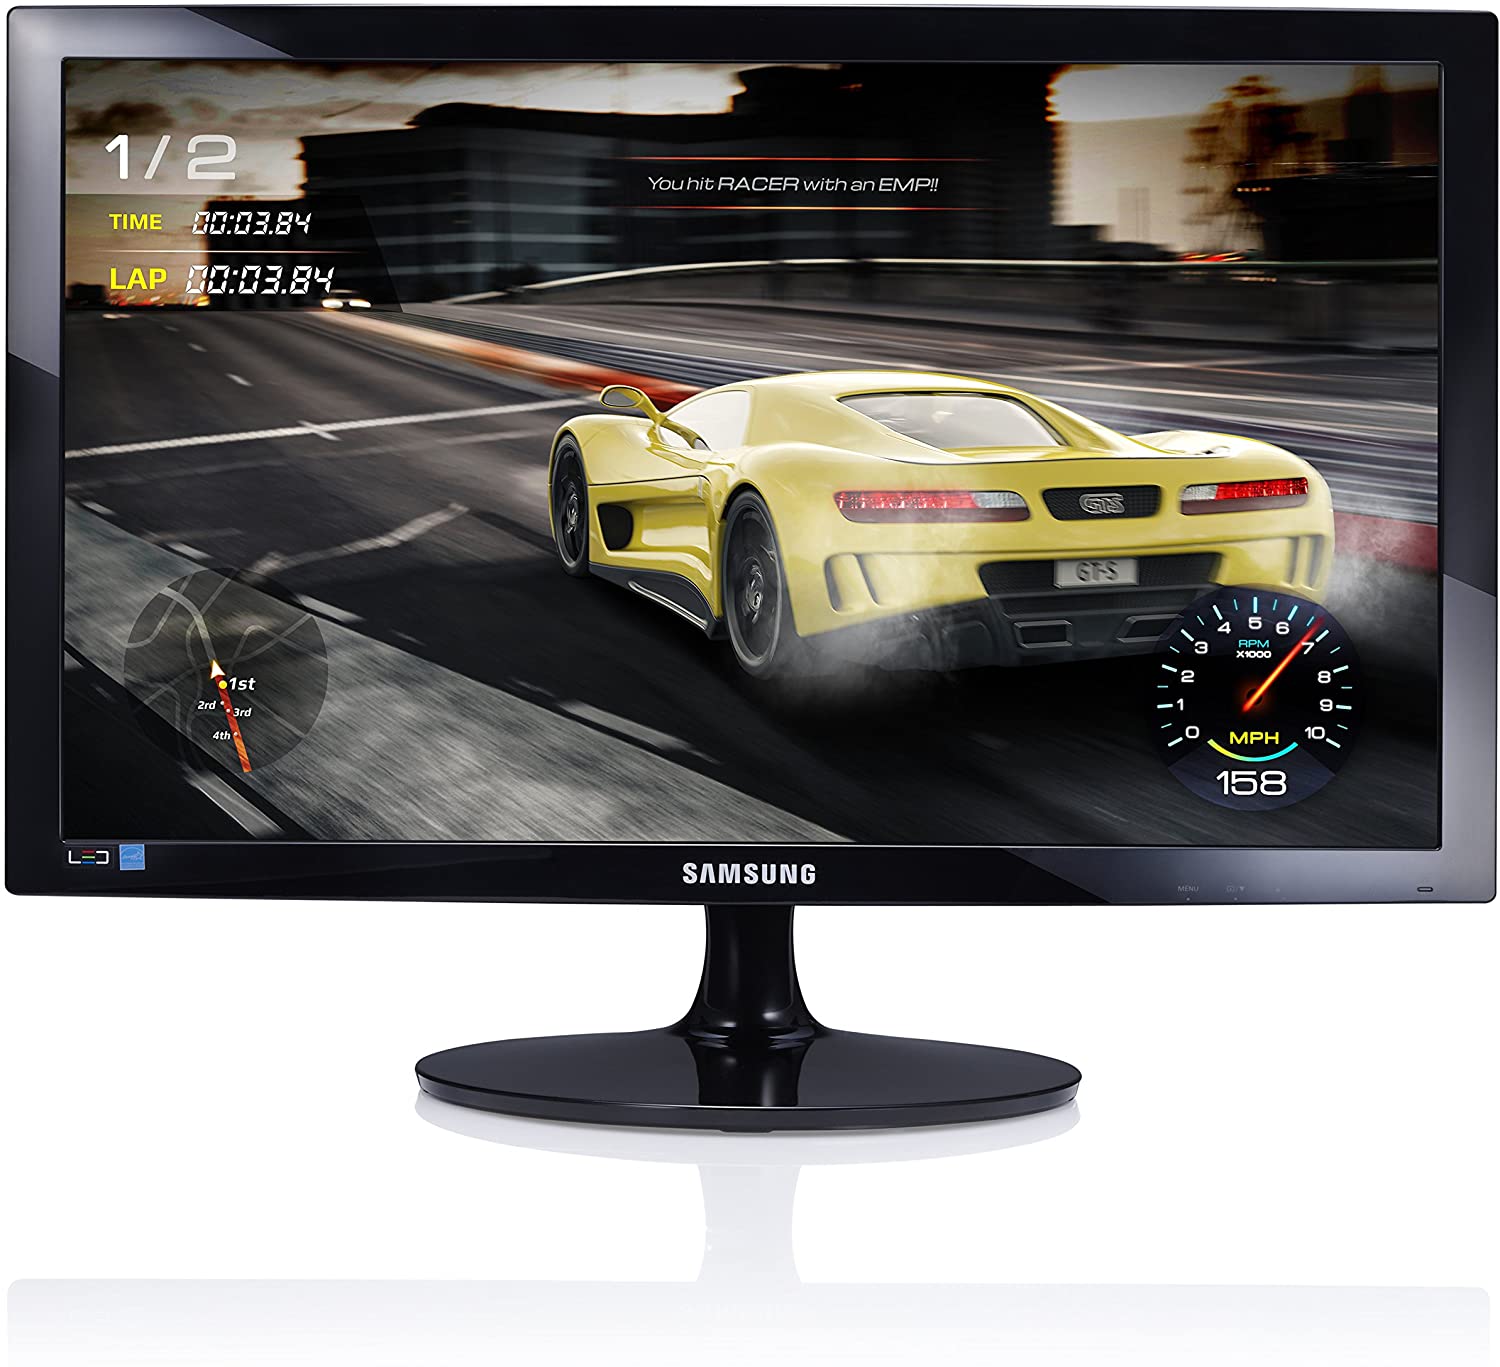 1/2
TIME 00:03.84
LAP 00:03.84
You hit RACER with an EMP!!
GTS
GT-S
1st
2nd
3rd
4th
0 1 2 3 4 5 6 7 8 9 10
RPM
X1000
MPH
158
LED
SAMSUNG
MENU